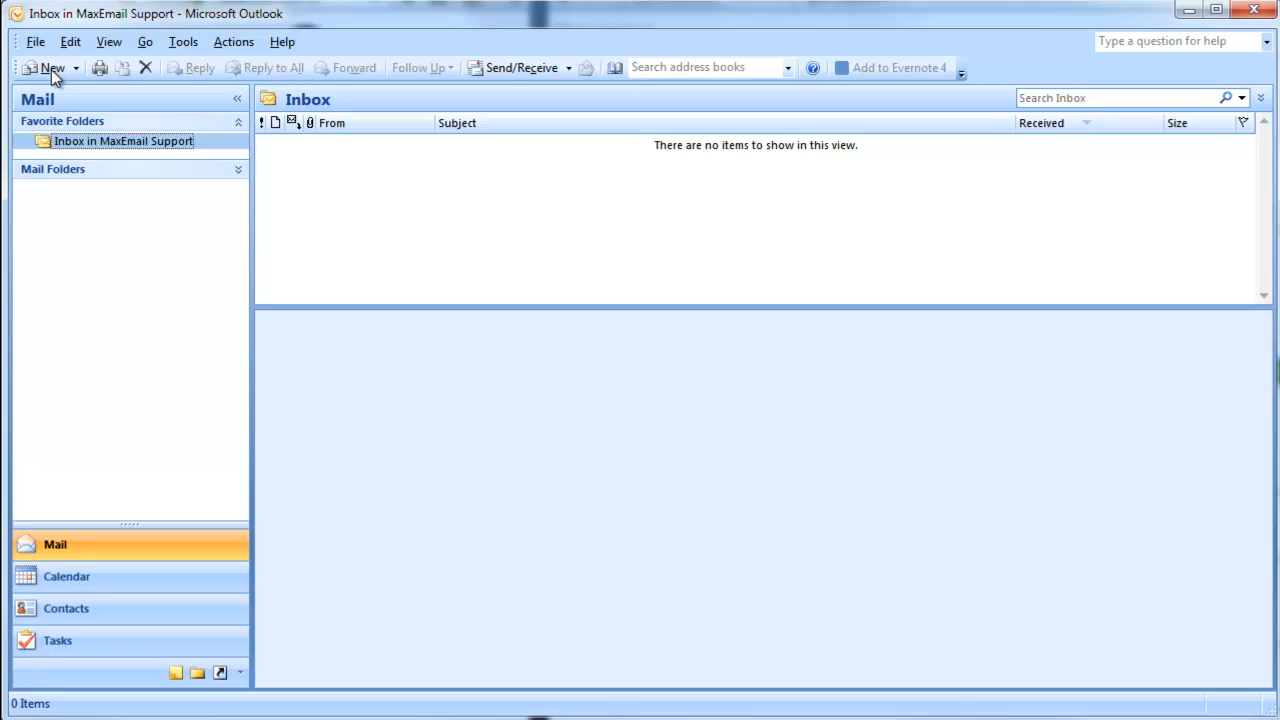 Inbox in MaxEmail Support - Microsoft Outlook
File Edit View Go Tools Actions Help
Type a question for help
New Reply Reply to All Forward Follow Up Send/Receive Search address books Add to Evernote 4
Mail
Inbox
Search Inbox
Favorite Folders
! From Subject Received Size
Inbox in MaxEmail Support
There are no items to show in this view.
Mail Folders
Mail
Calendar
Contacts
Tasks
0 Items